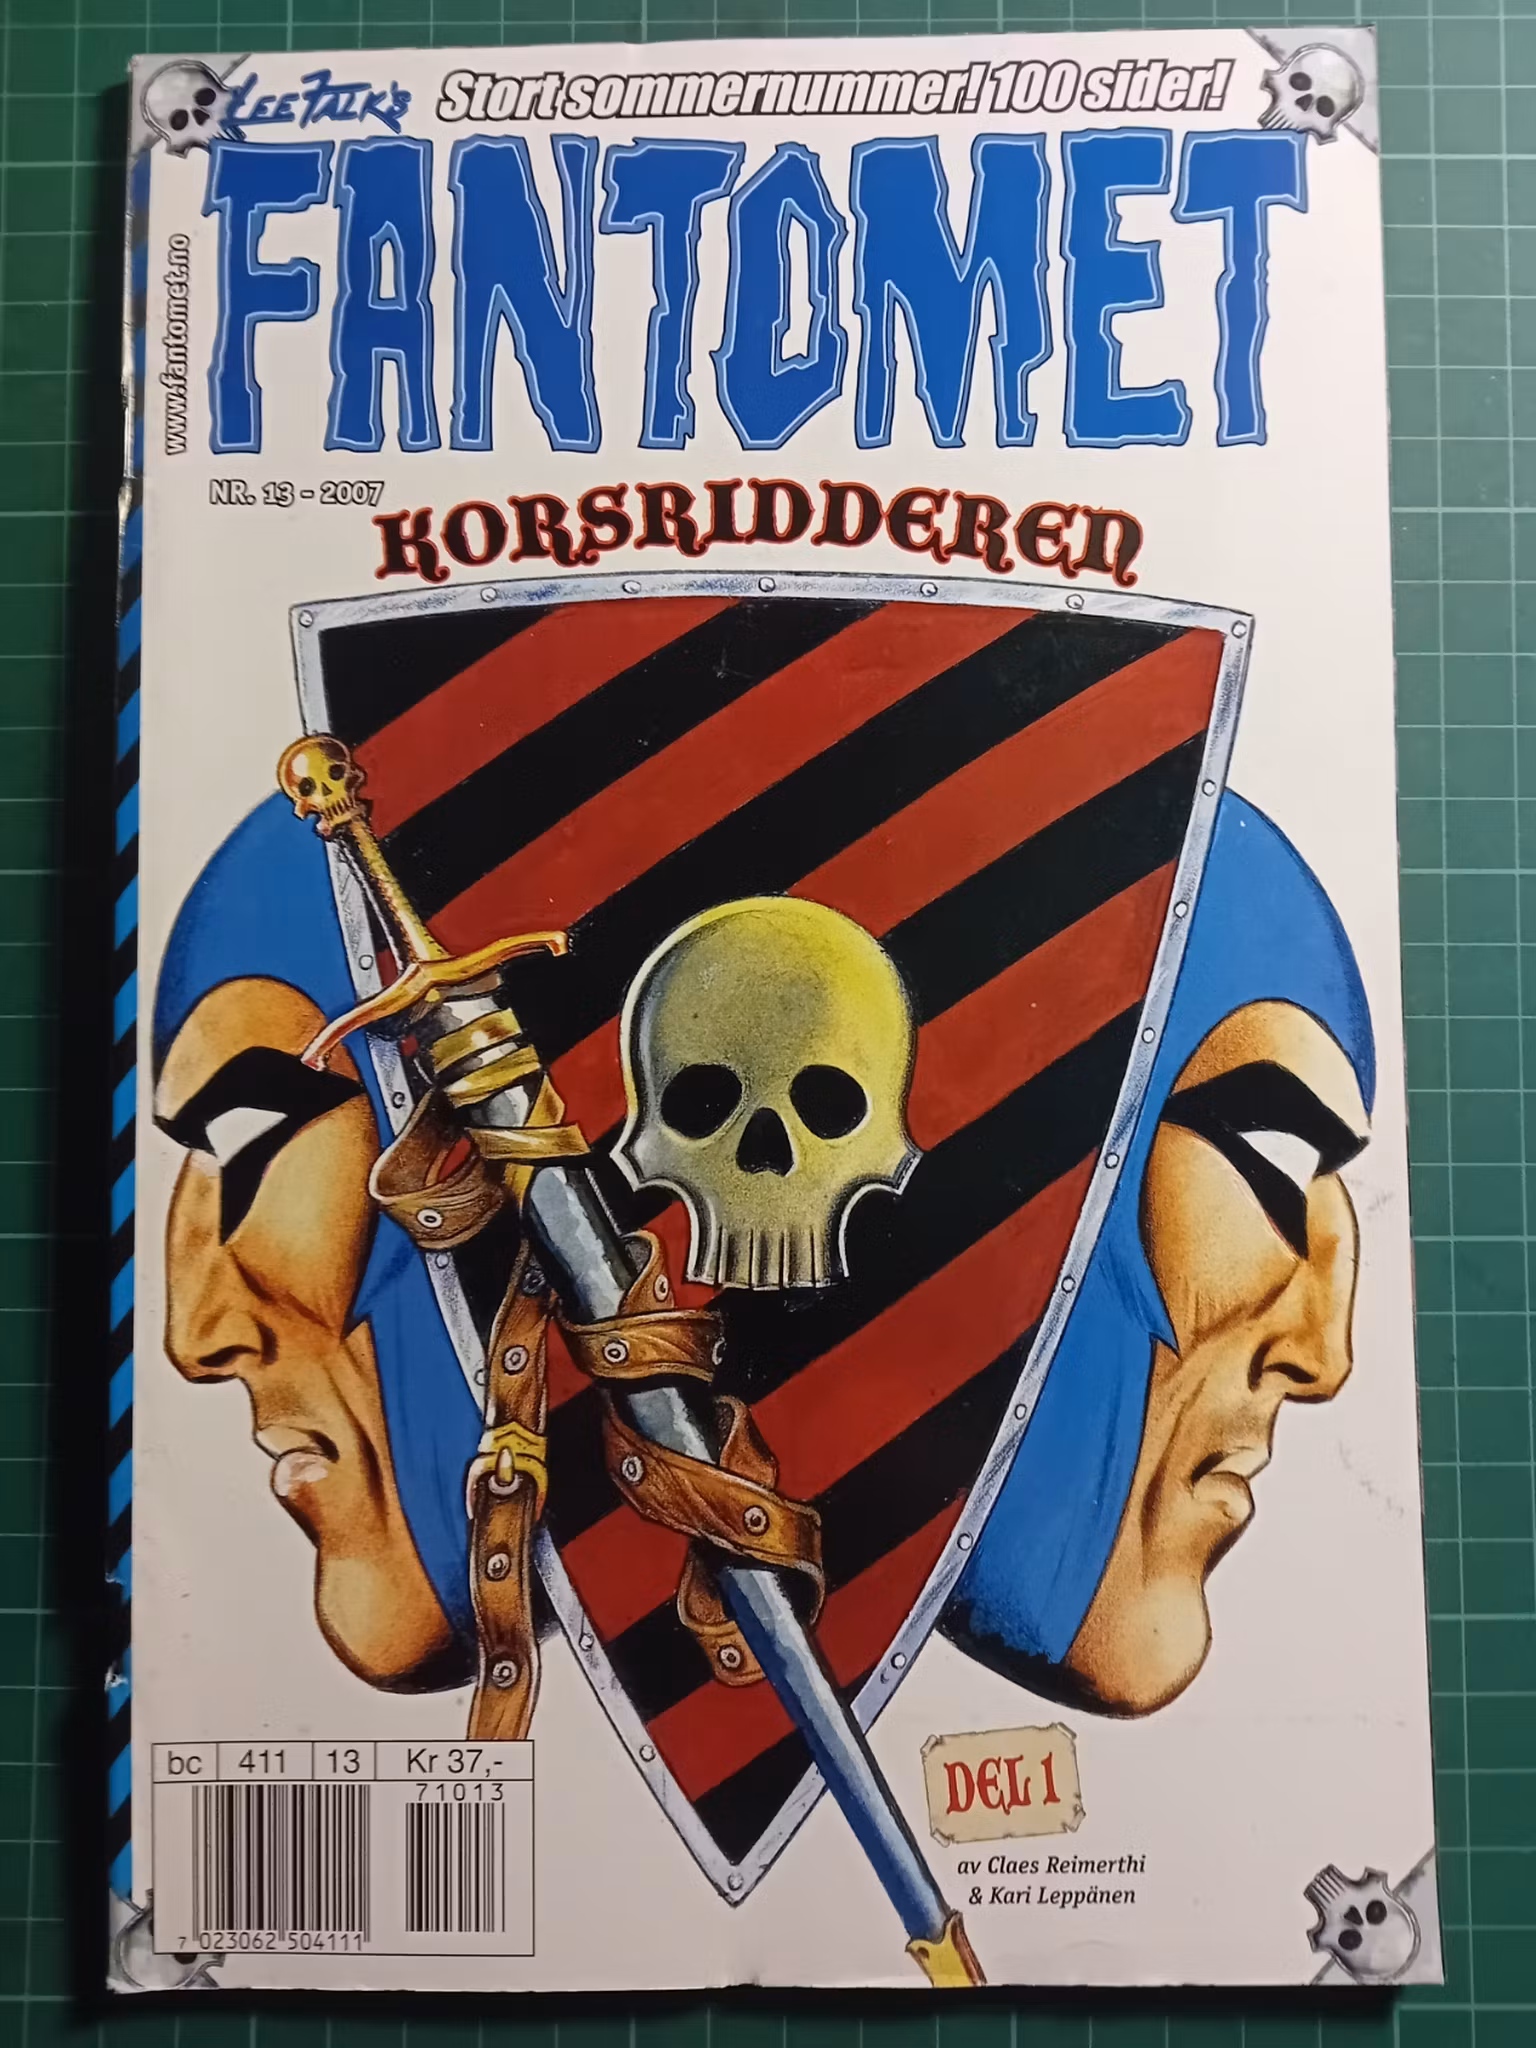 LEE FALK'S
Stort sommernummer! 100 sider!
FANTOMET
www.fantomet.no
NR. 13 - 2007
KORSRIDDEREN
DEL 1
av Claes Reimerthi
& Kari Leppänen
bc 411 13 Kr 37,-
71013
7 023062 504111